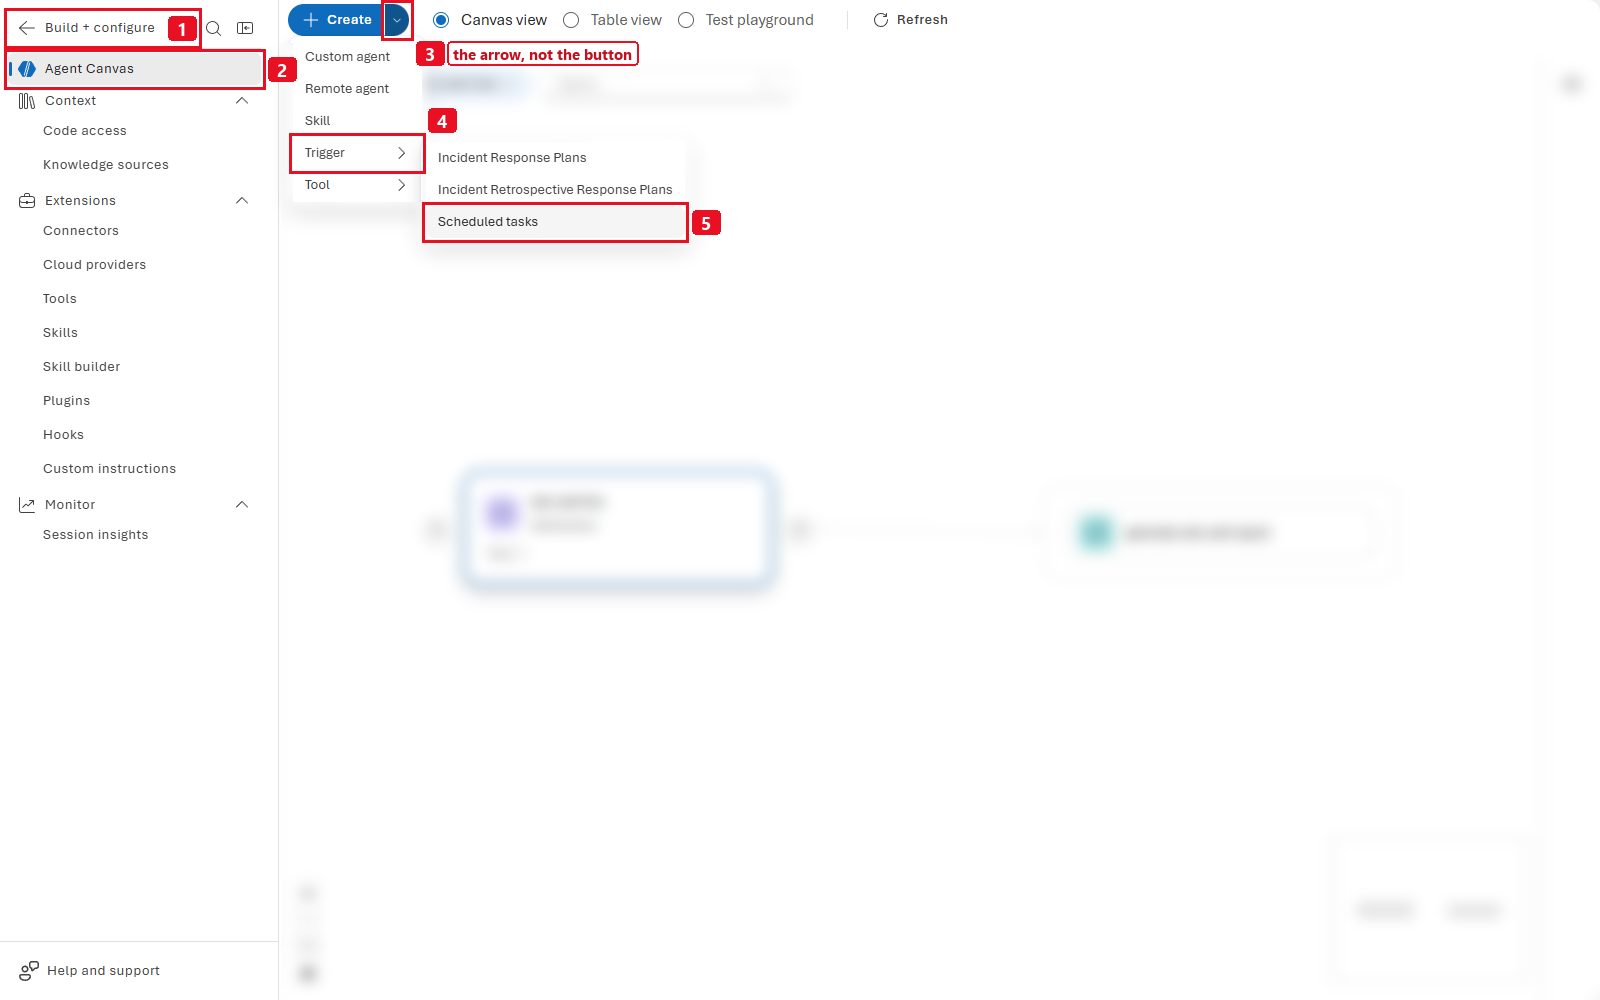 Build + configure
1
Agent Canvas
2
Context
Code access
Knowledge sources
Extensions
Connectors
Cloud providers
Tools
Skills
Skill builder
Plugins
Hooks
Custom instructions
Monitor
Session insights
Help and support
Create
Canvas view
Table view
Test playground
Refresh
3
the arrow, not the button
Custom agent
Remote agent
Skill
4
Trigger
Tool
Incident Response Plans
Incident Retrospective Response Plans
Scheduled tasks
5